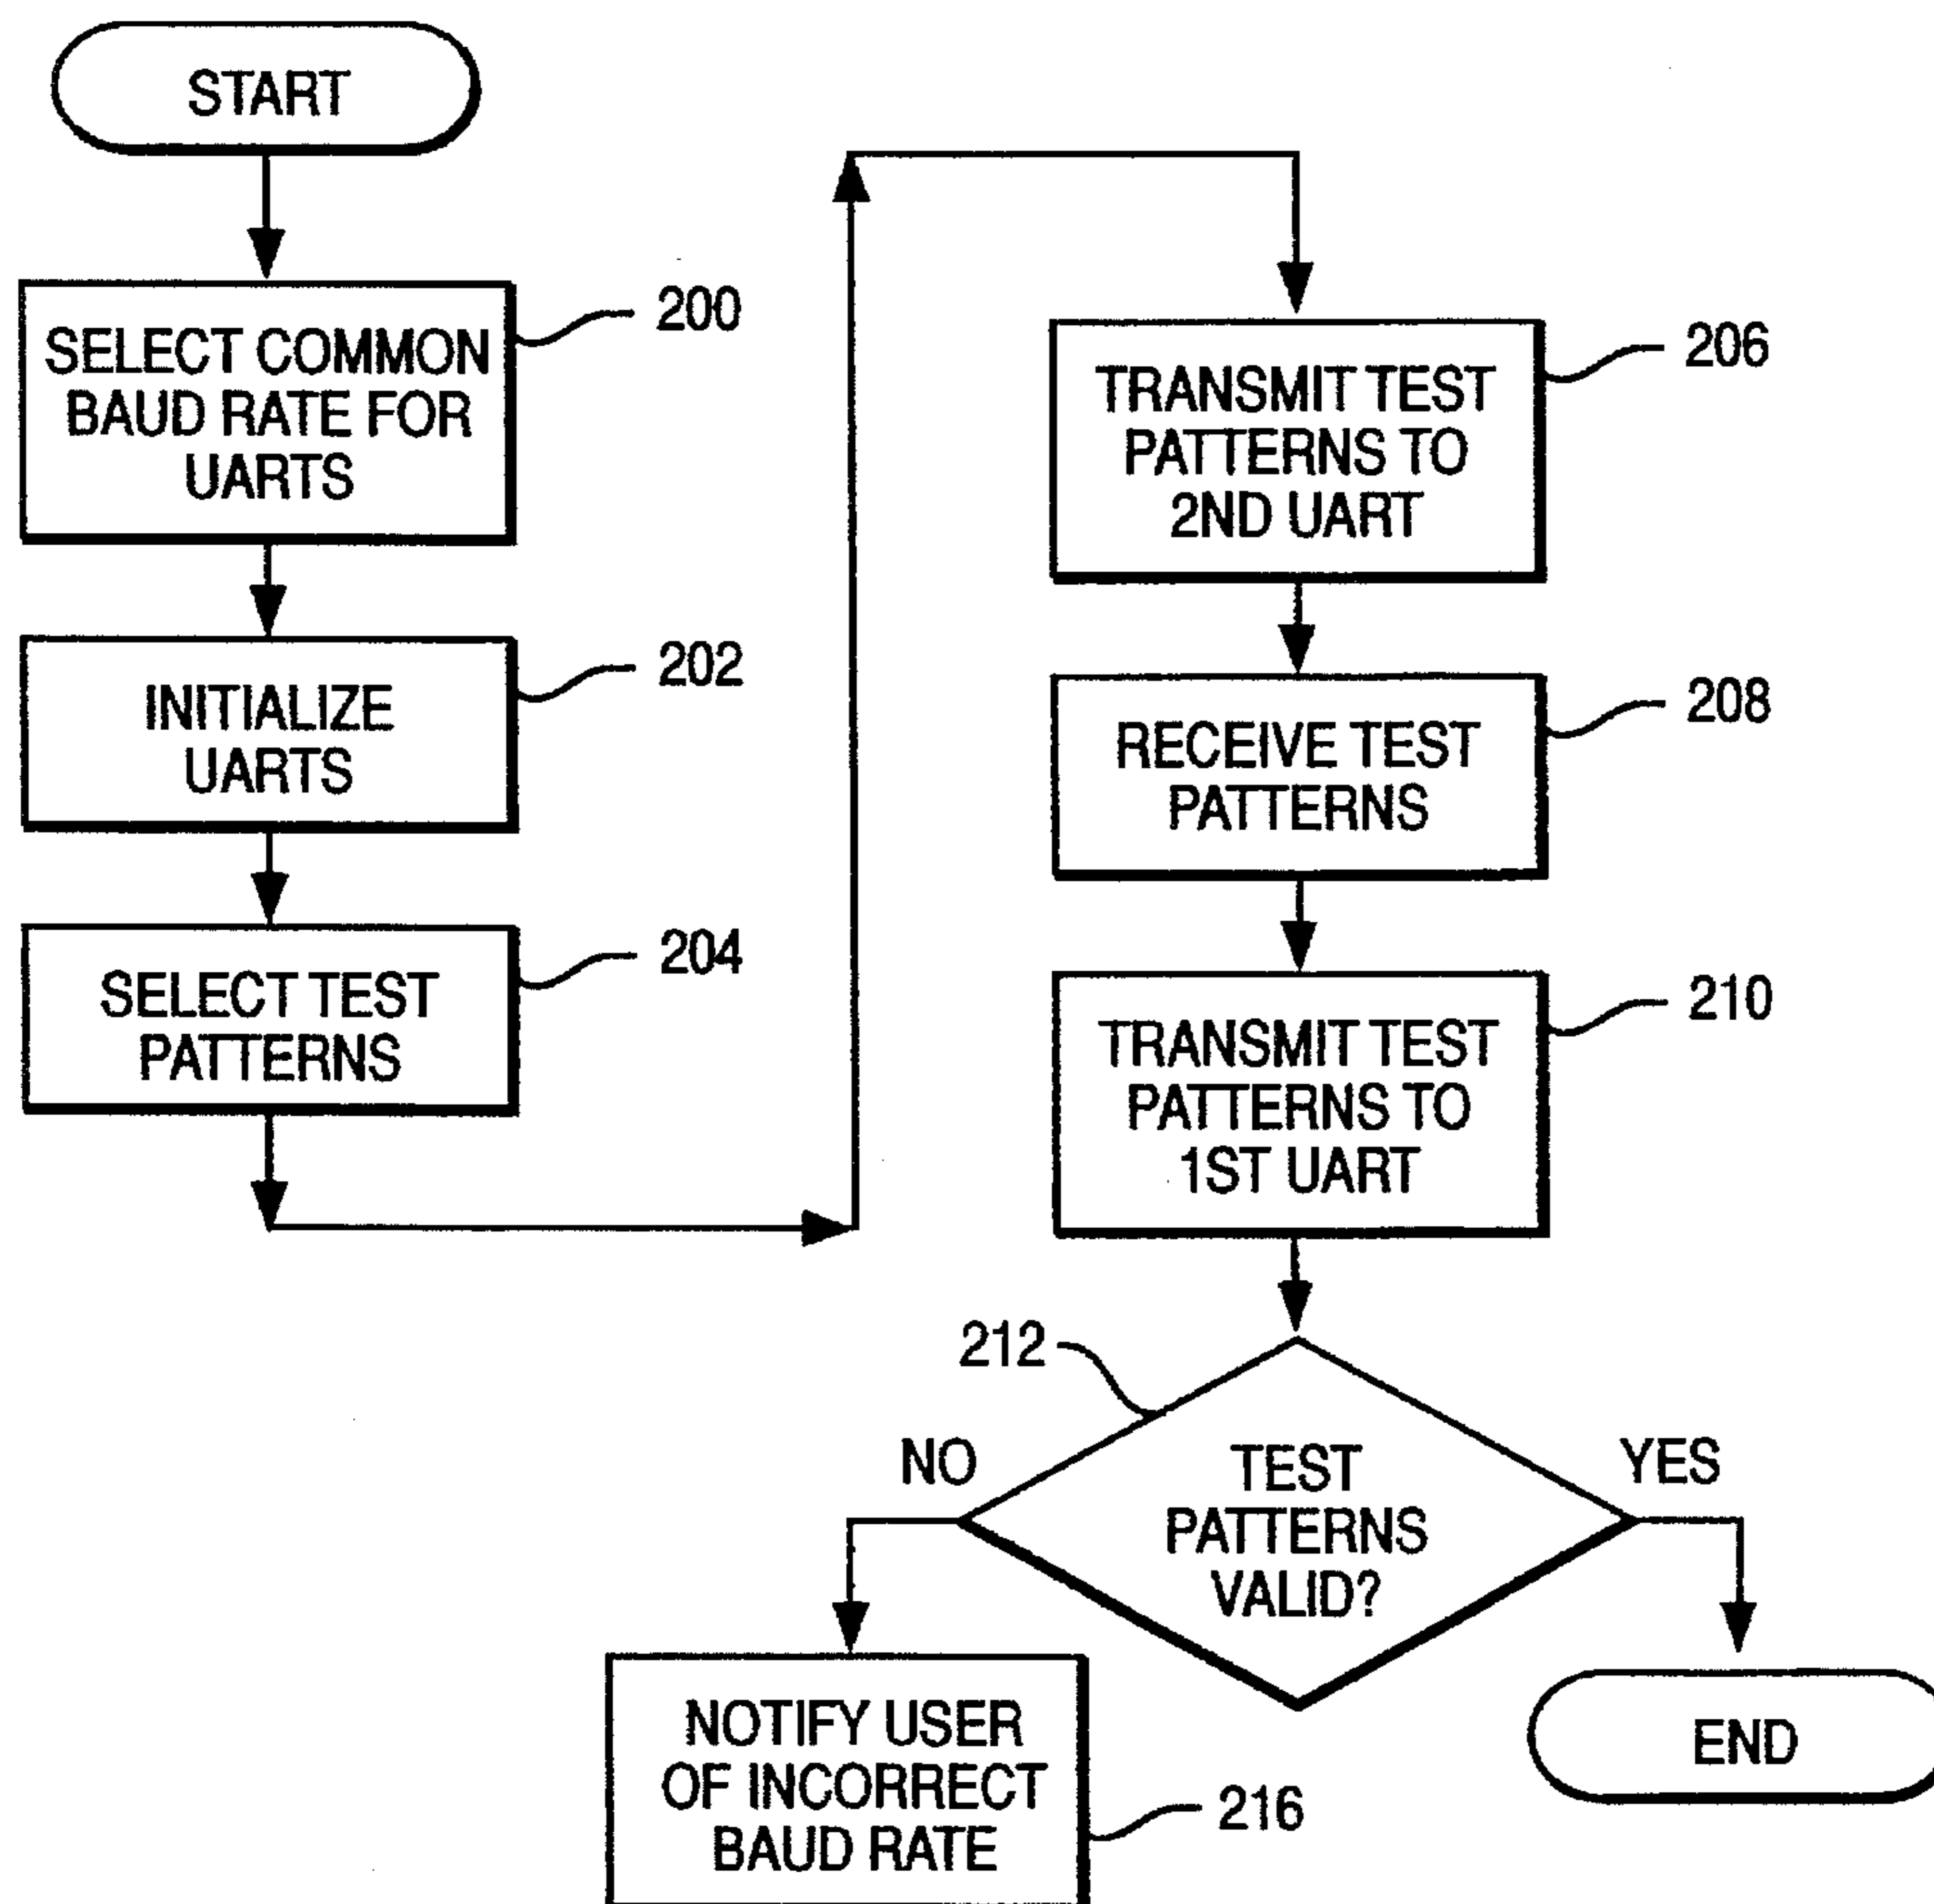 START
SELECT COMMON
BAUD RATE FOR
UARTS
200
INITIALIZE
UARTS
202
SELECT TEST
PATTERNS
204
TRANSMIT TEST
PATTERNS TO
2ND UART
206
RECEIVE TEST
PATTERNS
208
TRANSMIT TEST
PATTERNS TO
1ST UART
210
212
NO
TEST
PATTERNS
VALID?
YES
NOTIFY USER
OF INCORRECT
BAUD RATE
216
END